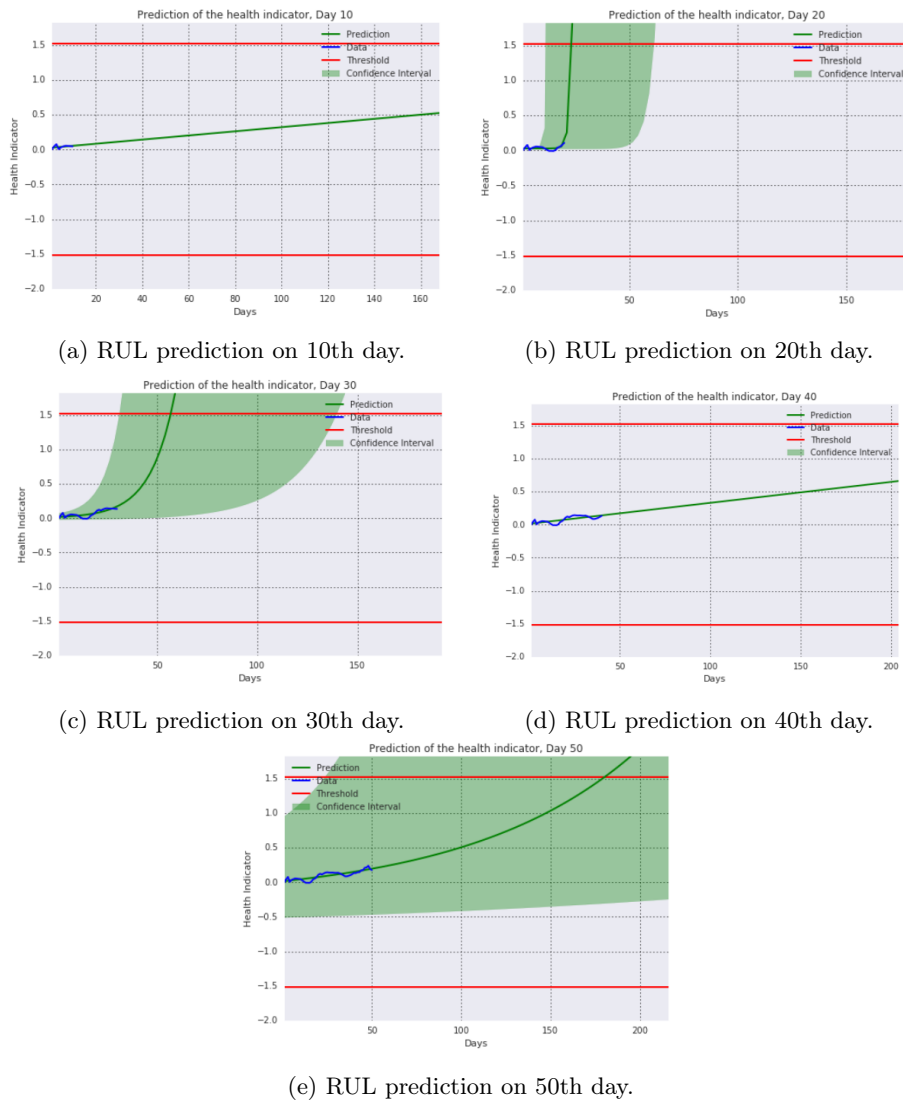 Prediction of the health indicator, Day 10
Prediction
Data
Threshold
Confidence Interval
1.5
1.0
0.5
0.0
−0.5
−1.0
−1.5
−2.0
Health Indicator
20 40 60 80 100 120 140 160
Days
(a) RUL prediction on 10th day.
Prediction of the health indicator, Day 20
Prediction
Data
Threshold
Confidence Interval
1.5
1.0
0.5
0.0
−0.5
−1.0
−1.5
−2.0
Health Indicator
50 100 150
Days
(b) RUL prediction on 20th day.
Prediction of the health indicator, Day 30
Prediction
Data
Threshold
Confidence Interval
1.5
1.0
0.5
0.0
−0.5
−1.0
−1.5
−2.0
Health Indicator
50 100 150
Days
(c) RUL prediction on 30th day.
Prediction of the health indicator, Day 40
Prediction
Data
Threshold
Confidence Interval
1.5
1.0
0.5
0.0
−0.5
−1.0
−1.5
−2.0
Health Indicator
50 100 150 200
Days
(d) RUL prediction on 40th day.
Prediction of the health indicator, Day 50
Prediction
Data
Threshold
Confidence Interval
1.5
1.0
0.5
0.0
−0.5
−1.0
−1.5
−2.0
Health Indicator
50 100 150 200
Days
(e) RUL prediction on 50th day.